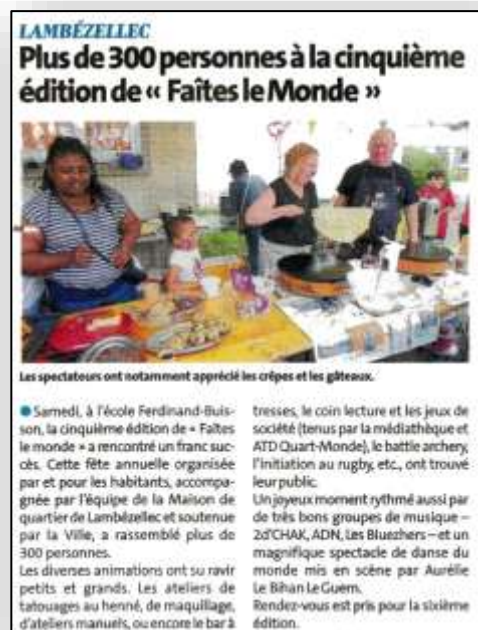 LAMBÉZELLEC
Plus de 300 personnes à la cinquième
édition de « Faîtes le Monde »
Les spectateurs ont notamment apprécié les crêpes et les gâteaux.
● Samedi, à l'école Ferdinand-Buis-
son, la cinquième édition de « Faîtes
le monde » a rencontré un franc suc-
cès. Cette fête annuelle organisée
par et pour les habitants, accompa-
gnée par l'équipe de la Maison de
quartier de Lambézellec et soutenue
par la Ville, a rassemblé plus de
300 personnes.
Les diverses animations ont su ravir
petits et grands. Les ateliers de
tatouages au henné, de maquillage,
d'ateliers manuels, ou encore le bar à
tresses, le coin lecture et les jeux de
société (tenus par la médiathèque et
ATD Quart-Monde), le battle archery,
l'initiation au rugby, etc., ont trouvé
leur public.
Un joyeux moment rythmé aussi par
de très bons groupes de musique –
2d'CHAK, ADN, Les Bluezhers – et un
magnifique spectacle de danse du
monde mis en scène par Aurélie
Le Bihan Le Guem.
Rendez-vous est pris pour la sixième
édition.